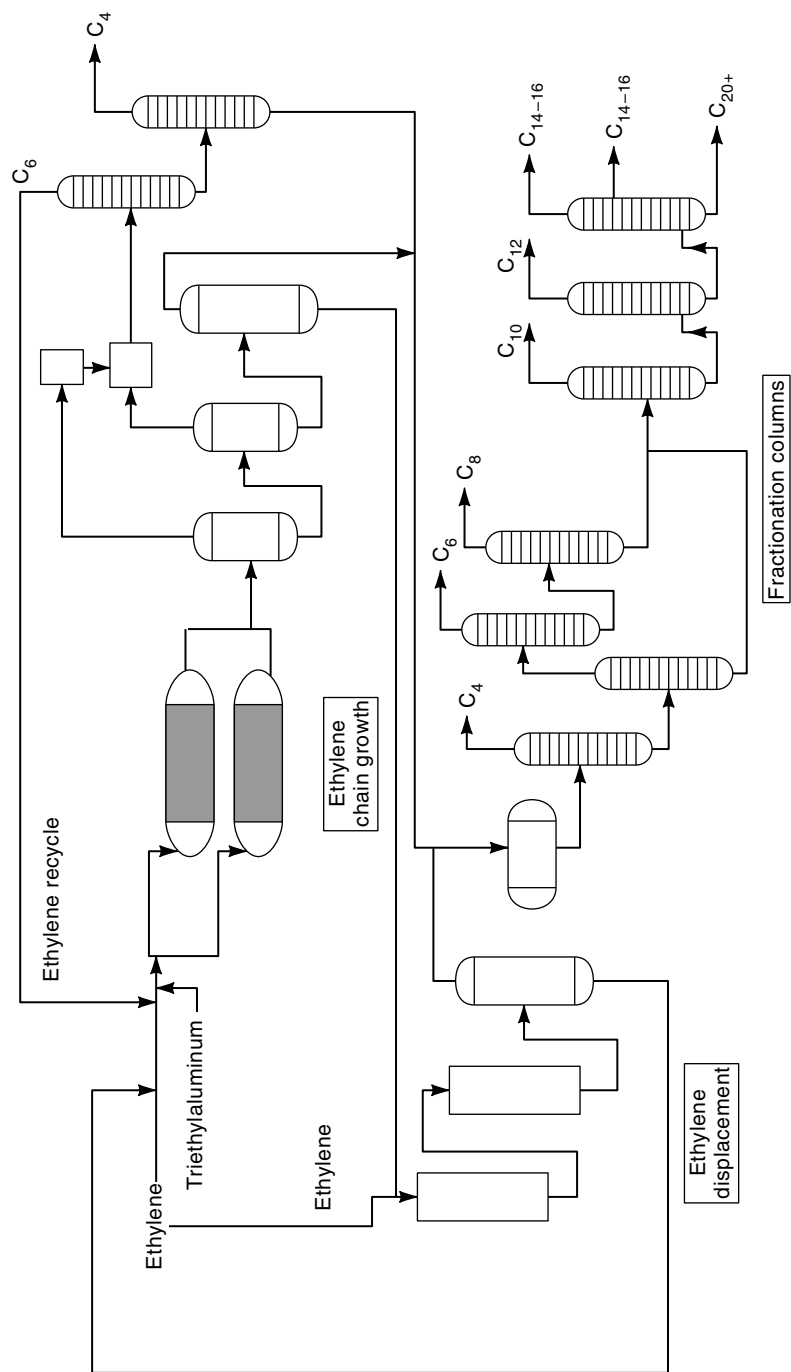 C₄
C₆
Ethylene recycle
Ethylene
Triethylaluminum
Ethylene
Ethylene
chain growth
Ethylene
displacement
C₄
C₆
C₈
C₁₀
C₁₂
C₁₄₋₁₆
C₁₄₋₁₆
C₂₀₊
Fractionation columns